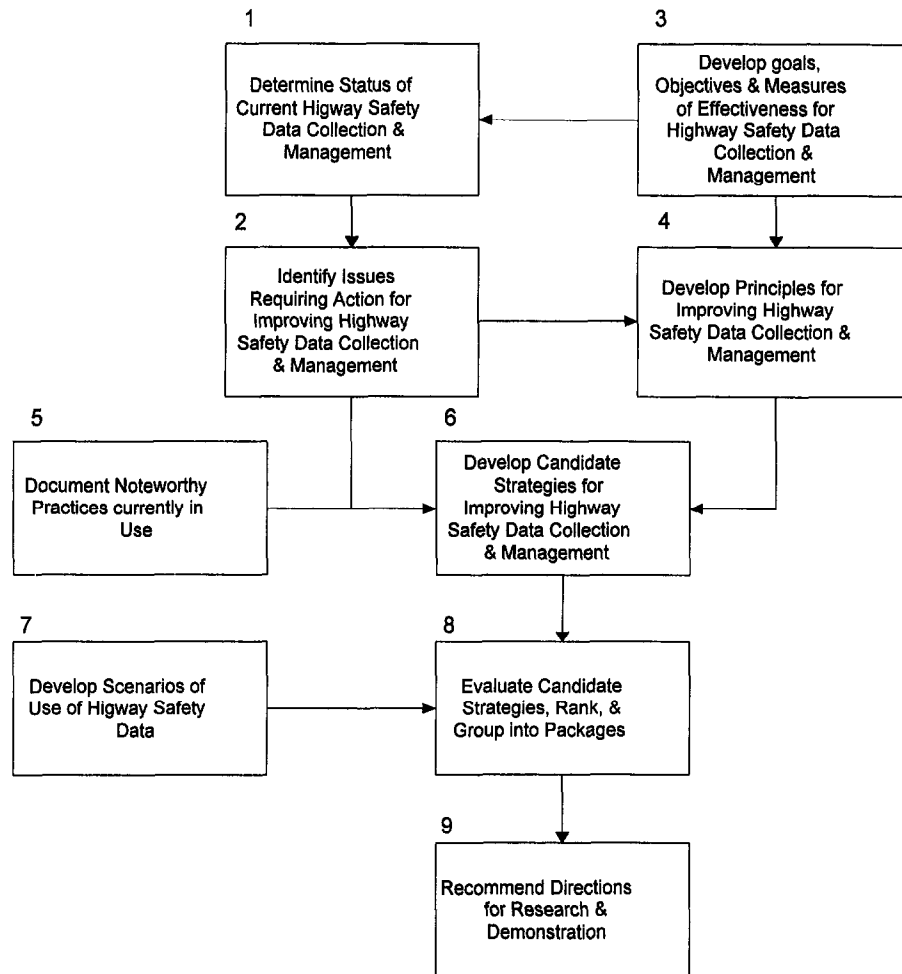 1
Determine Status of
Current Higway Safety
Data Collection &
Management
3
Develop goals,
Objectives & Measures
of Effectiveness for
Highway Safety Data
Collection &
Management
2
Identify Issues
Requiring Action for
Improving Highway
Safety Data Collection
& Management
4
Develop Principles for
Improving Highway
Safety Data Collection &
Management
5
Document Noteworthy
Practices currently in
Use
6
Develop Candidate
Strategies for
Improving Highway
Safety Data Collection
& Management
7
Develop Scenarios of
Use of Higway Safety
Data
8
Evaluate Candidate
Strategies, Rank, &
Group into Packages
9
Recommend Directions
for Research &
Demonstration